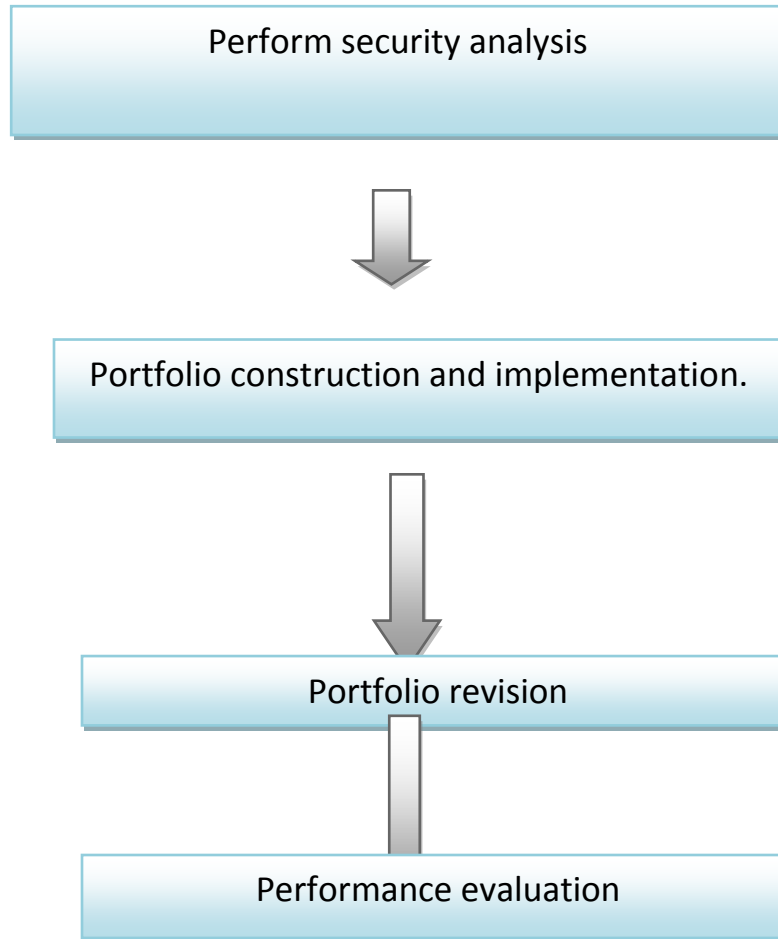 Perform security analysis
Portfolio construction and implementation.
Portfolio revision
Performance evaluation